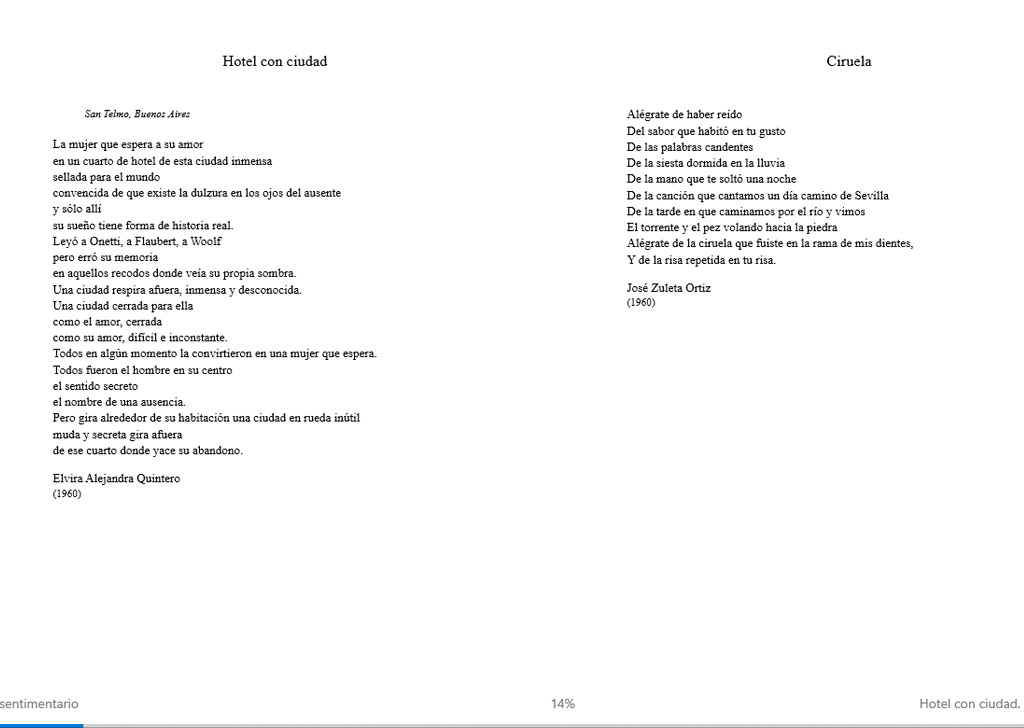 Hotel con ciudad
San Telmo, Buenos Aires
La mujer que espera a su amor
en un cuarto de hotel de esta ciudad inmensa
sellada para el mundo
convencida de que existe la dulzura en los ojos del ausente
y sólo allí
su sueño tiene forma de historia real.
Leyó a Onetti, a Flaubert, a Woolf
pero erró su memoria
en aquellos recodos donde veía su propia sombra.
Una ciudad respira afuera, inmensa y desconocida.
Una ciudad cerrada para ella
como el amor, cerrada
como su amor, difícil e inconstante.
Todos en algún momento la convirtieron en una mujer que espera.
Todos fueron el hombre en su centro
el sentido secreto
el nombre de una ausencia.
Pero gira alrededor de su habitación una ciudad en rueda inútil
muda y secreta gira afuera
de ese cuarto donde yace su abandono.
Elvira Alejandra Quintero
(1960)
Ciruela
Alégrate de haber reído
Del sabor que habitó en tu gusto
De las palabras candentes
De la siesta dormida en la lluvia
De la mano que te soltó una noche
De la canción que cantamos un día camino de Sevilla
De la tarde en que caminamos por el río y vimos
El torrente y el pez volando hacia la piedra
Alégrate de la ciruela que fuiste en la rama de mis dientes,
Y de la risa repetida en tu risa.
José Zuleta Ortiz
(1960)
sentimentario
14%
Hotel con ciudad.